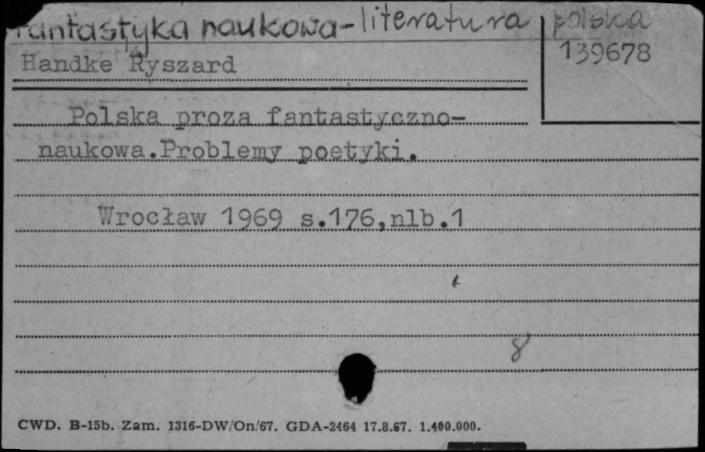 fantastyka naukowa-literatura polska
139678
Handke Ryszard
Polska proza fantastyczno-
naukowa.Problemy poetyki.
Wrocław 1969 s.176,nlb.1
8
CWD. B-15b. Zam. 1316-DW/On/67. GDA-2464 17.8.67. 1.400.000.